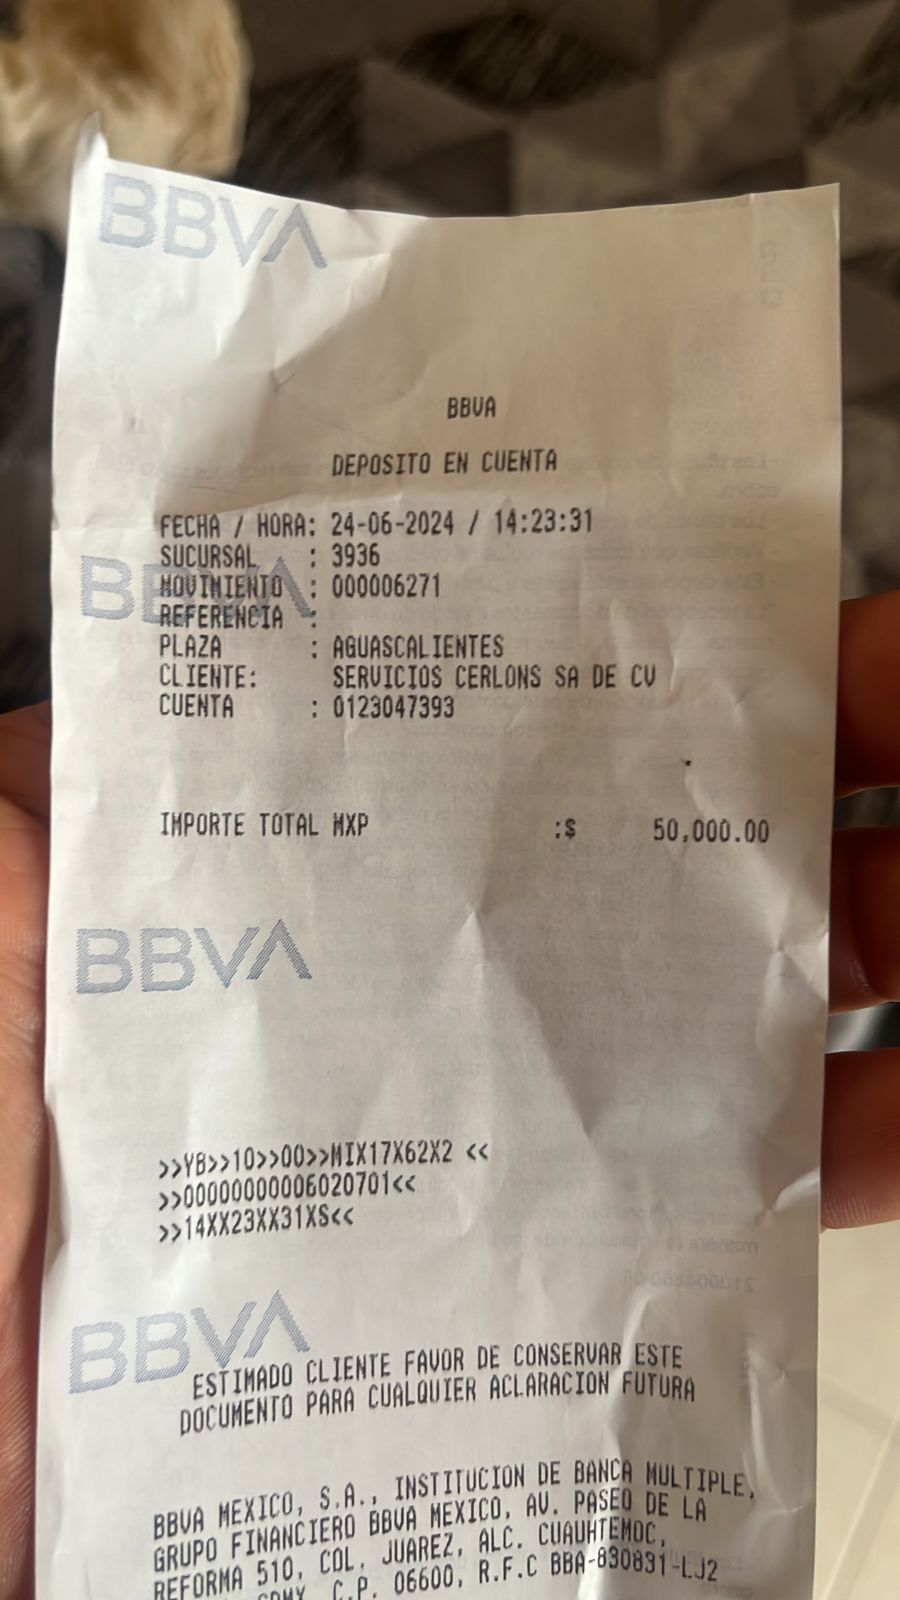 BBVA
BBVA
DEPOSITO EN CUENTA
FECHA / HORA: 24-06-2024 / 14:23:31
SUCURSAL : 3936
BBVA
MOVIMIENTO : 000006271
REFERENCIA :
PLAZA : AGUASCALIENTES
CLIENTE: SERVICIOS CERLONS SA DE CV
CUENTA : 0123047393
IMPORTE TOTAL MXP :$ 50,000.00
BBVA
>>YB>>10>>00>>MIX17X62X2 <<
>>00000000006020701<<
>>14XX23XX31XS<<
BBVA
ESTIMADO CLIENTE FAVOR DE CONSERVAR ESTE
DOCUMENTO PARA CUALQUIER ACLARACION FUTURA
BBVA MEXICO, S.A., INSTITUCION DE BANCA MULTIPLE,
GRUPO FINANCIERO BBVA MEXICO, AV. PASEO DE LA
REFORMA 510, COL. JUAREZ, ALC. CUAUHTEMOC,
CDMX, C.P. 06600, R.F.C BBA-830831-LJ2